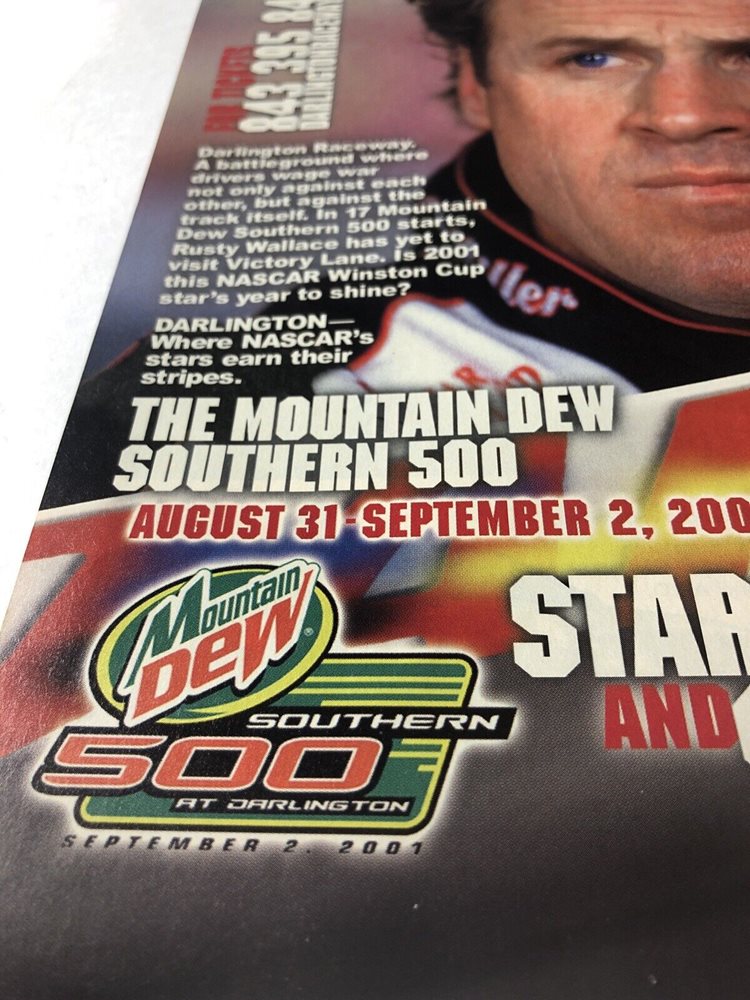 FOR TICKETS
843 395 84
DARLINGTONRACEWAY
Darlington Raceway.
A battleground where
drivers wage war
not only against each
other, but against the
track itself. In 17 Mountain
Dew Southern 500 starts,
Rusty Wallace has yet to
visit Victory Lane. Is 2001
this NASCAR Winston Cup
star's year to shine?
DARLINGTON—
Where NASCAR's
stars earn their
stripes.
THE MOUNTAIN DEW
SOUTHERN 500
AUGUST 31-SEPTEMBER 2, 200
STAR
AND
Mountain
Dew®
SOUTHERN
500
AT DARLINGTON
SEPTEMBER 2. 2001